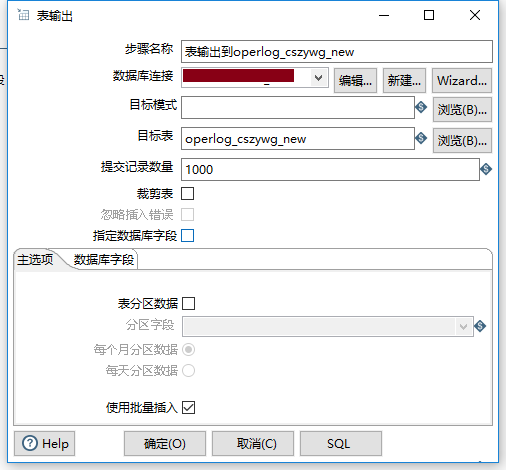 表输出
步骤名称 表输出到operlog_cszywg_new
数据库连接 编辑... 新建... Wizard...
目标模式 浏览(B)...
目标表 operlog_cszywg_new 浏览(B)...
提交记录数量 1000
裁剪表
忽略插入错误
指定数据库字段
主选项 数据库字段
表分区数据
分区字段
每个月分区数据
每天分区数据
使用批量插入
Help 确定(O) 取消(C) SQL